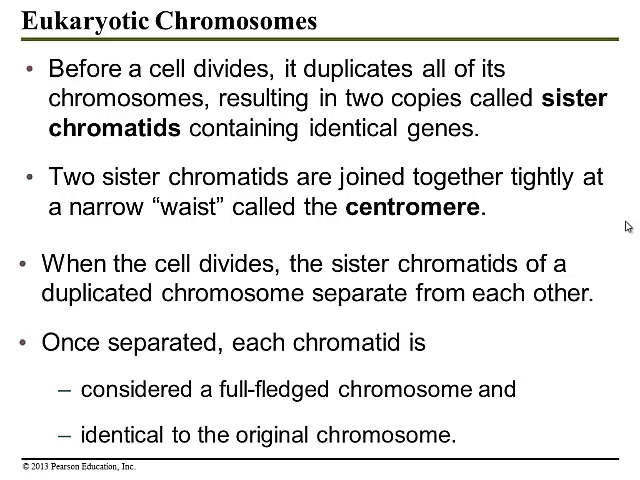 Eukaryotic Chromosomes
• Before a cell divides, it duplicates all of its
chromosomes, resulting in two copies called sister
chromatids containing identical genes.
• Two sister chromatids are joined together tightly at
a narrow “waist” called the centromere.
• When the cell divides, the sister chromatids of a
duplicated chromosome separate from each other.
• Once separated, each chromatid is
– considered a full-fledged chromosome and
– identical to the original chromosome.
© 2013 Pearson Education, Inc.